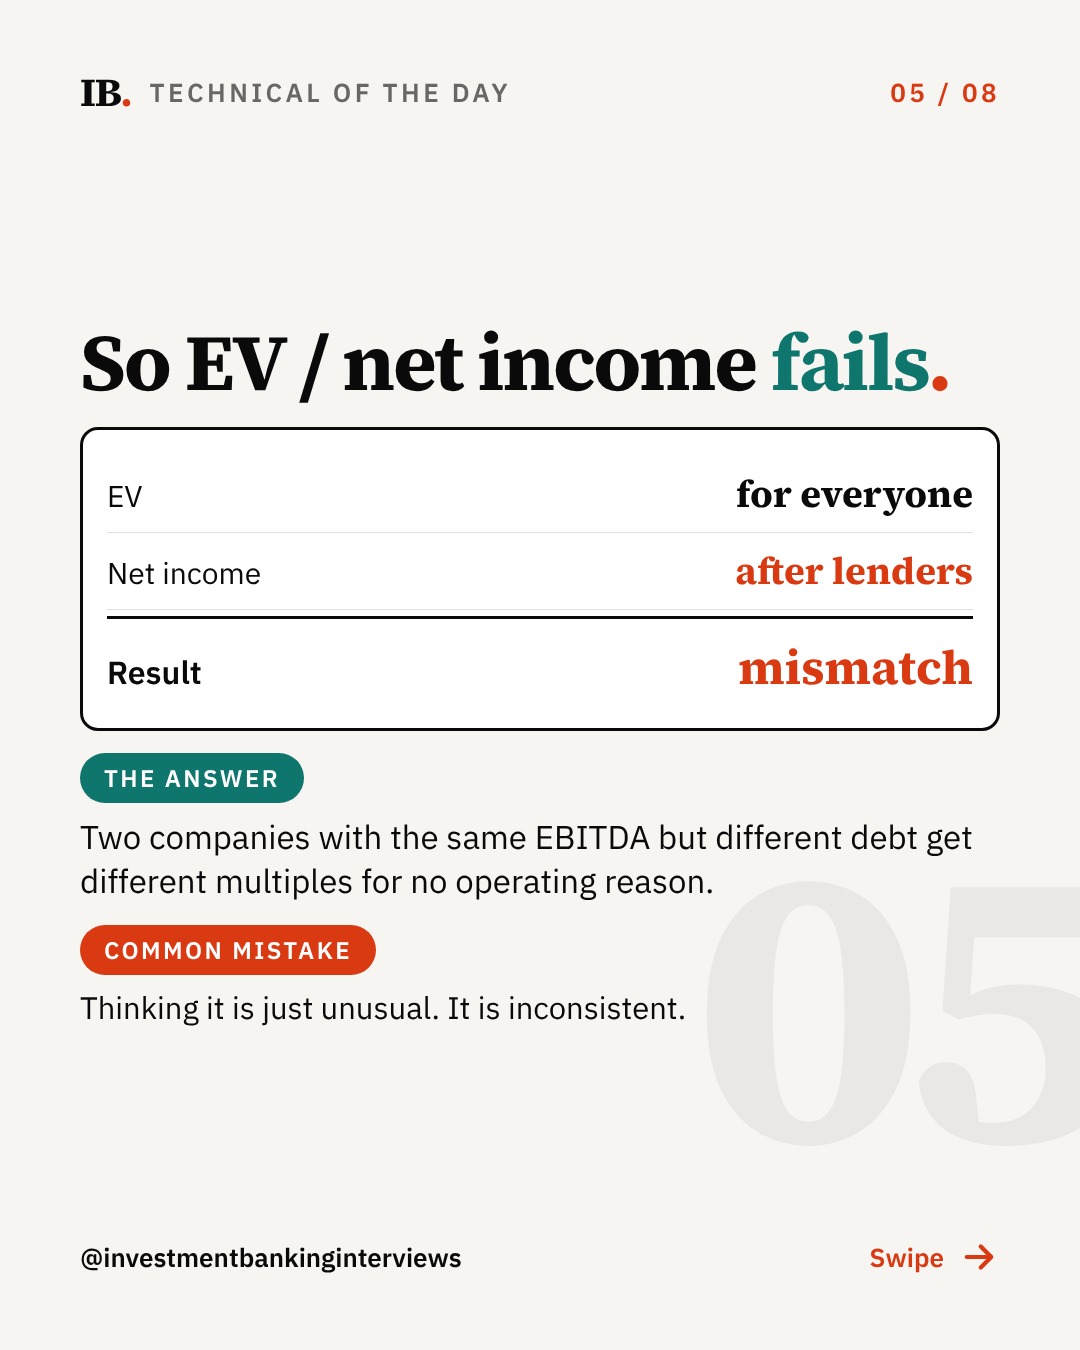 IB. TECHNICAL OF THE DAY
05 / 08
So EV / net income fails.
EV for everyone
Net income after lenders
Result mismatch
THE ANSWER
Two companies with the same EBITDA but different debt get
different multiples for no operating reason.
COMMON MISTAKE
Thinking it is just unusual. It is inconsistent.
05
@investmentbankinginterviews
Swipe →